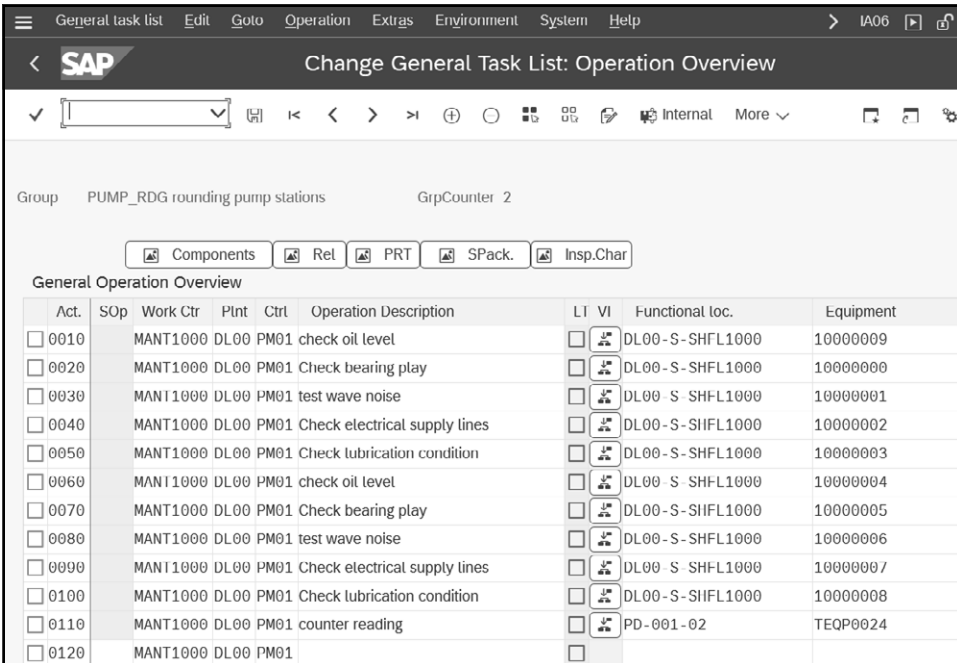 General task list Edit Goto Operation Extras Environment System Help IA06
SAP Change General Task List: Operation Overview
Internal More
Group PUMP_RDG rounding pump stations GrpCounter 2
Components Rel PRT SPack. Insp.Char
General Operation Overview
Act. SOp Work Ctr Plnt Ctrl Operation Description LT VI Functional loc. Equipment
0010 MANT1000 DL00 PM01 check oil level DL00-S-SHFL1000 10000009
0020 MANT1000 DL00 PM01 Check bearing play DL00-S-SHFL1000 10000000
0030 MANT1000 DL00 PM01 test wave noise DL00-S-SHFL1000 10000001
0040 MANT1000 DL00 PM01 Check electrical supply lines DL00-S-SHFL1000 10000002
0050 MANT1000 DL00 PM01 Check lubrication condition DL00-S-SHFL1000 10000003
0060 MANT1000 DL00 PM01 check oil level DL00-S-SHFL1000 10000004
0070 MANT1000 DL00 PM01 Check bearing play DL00-S-SHFL1000 10000005
0080 MANT1000 DL00 PM01 test wave noise DL00-S-SHFL1000 10000006
0090 MANT1000 DL00 PM01 Check electrical supply lines DL00-S-SHFL1000 10000007
0100 MANT1000 DL00 PM01 Check lubrication condition DL00-S-SHFL1000 10000008
0110 MANT1000 DL00 PM01 counter reading PD-001-02 TEQP0024
0120 MANT1000 DL00 PM01